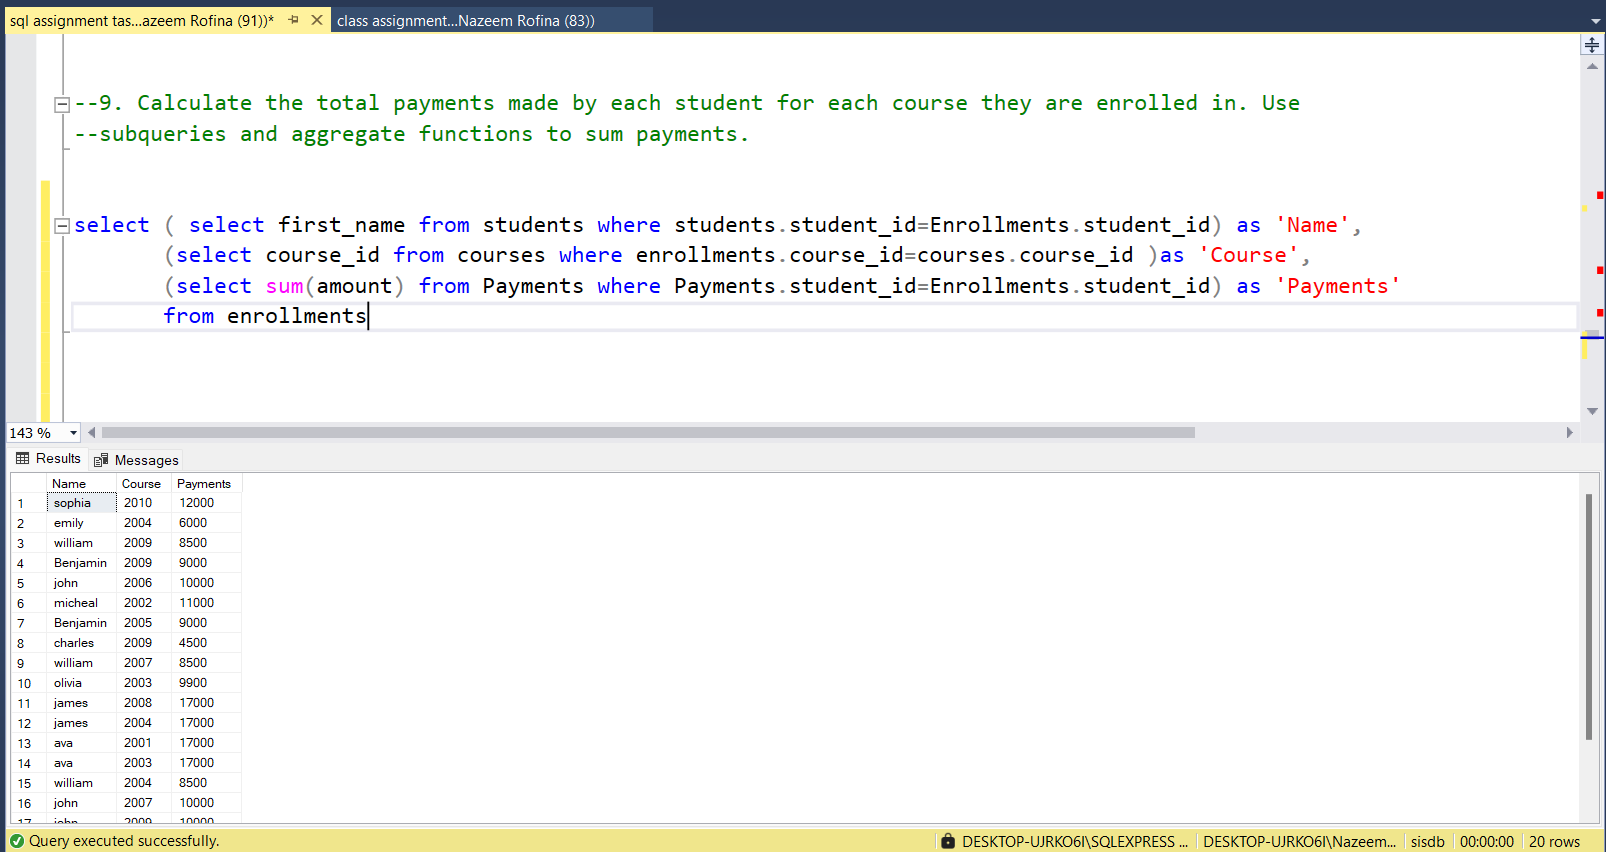 sql assignment tas...azeem Rofina (91))*
class assignment...Nazeem Rofina (83))
--9. Calculate the total payments made by each student for each course they are enrolled in. Use
--subqueries and aggregate functions to sum payments.
select ( select first_name from students where students.student_id=Enrollments.student_id) as 'Name',
(select course_id from courses where enrollments.course_id=courses.course_id )as 'Course',
(select sum(amount) from Payments where Payments.student_id=Enrollments.student_id) as 'Payments'
from enrollments
143 %
Results Messages
Name Course Payments
1 sophia 2010 12000
2 emily 2004 6000
3 william 2009 8500
4 Benjamin 2009 9000
5 john 2006 10000
6 micheal 2002 11000
7 Benjamin 2005 9000
8 charles 2009 4500
9 william 2007 8500
10 olivia 2003 9900
11 james 2008 17000
12 james 2004 17000
13 ava 2001 17000
14 ava 2003 17000
15 william 2004 8500
16 john 2007 10000
17 john 2009 10000
Query executed successfully.
DESKTOP-UJRKO6I\SQLEXPRESS ... DESKTOP-UJRKO6I\Nazeem... sisdb 00:00:00 20 rows